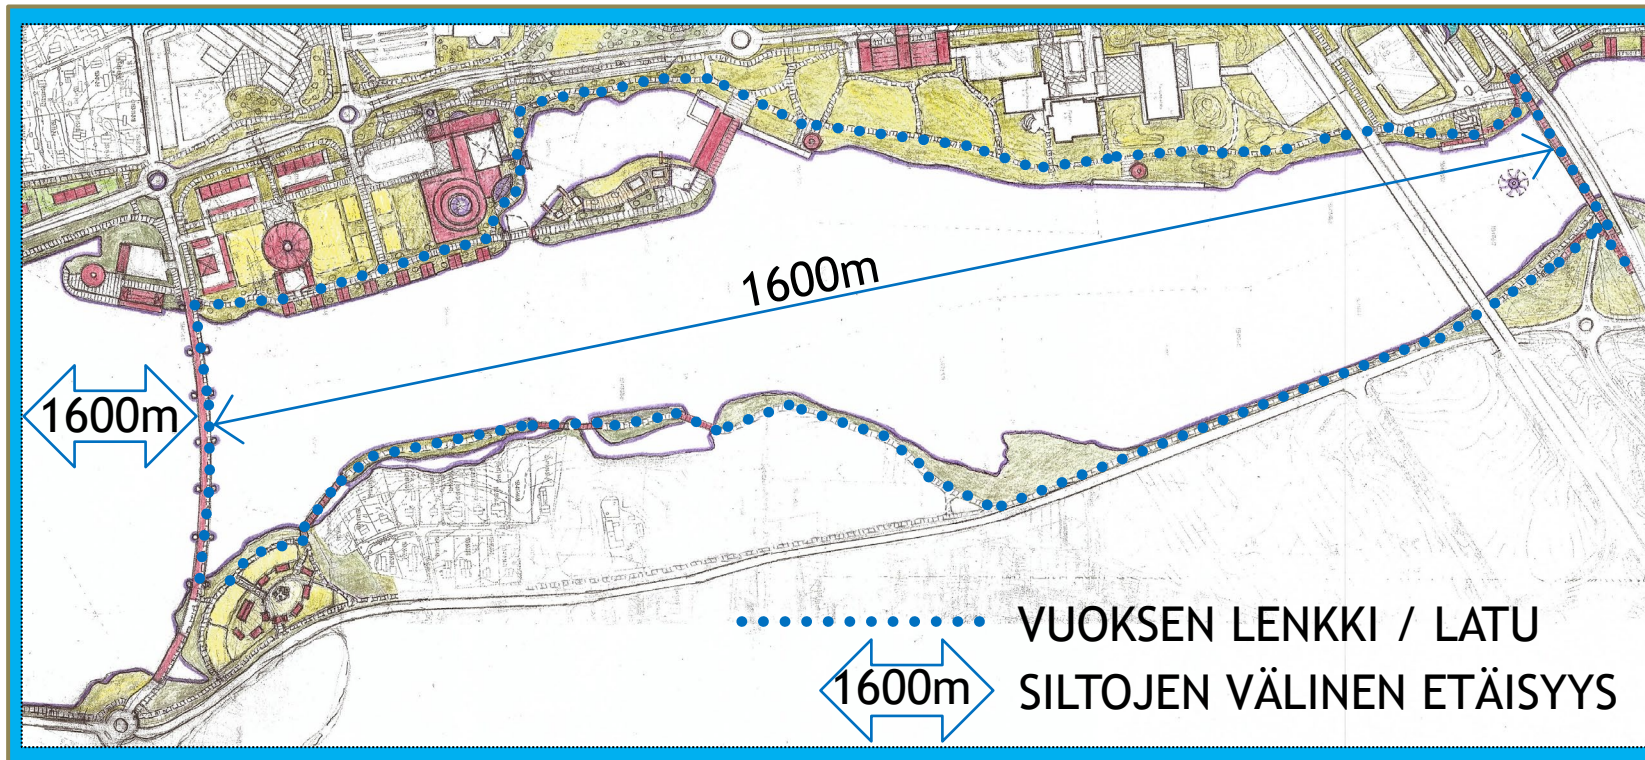 1600m
1600m
VUOKSEN LENKKI / LATU
1600m SILTOJEN VÄLINEN ETÄISYYS